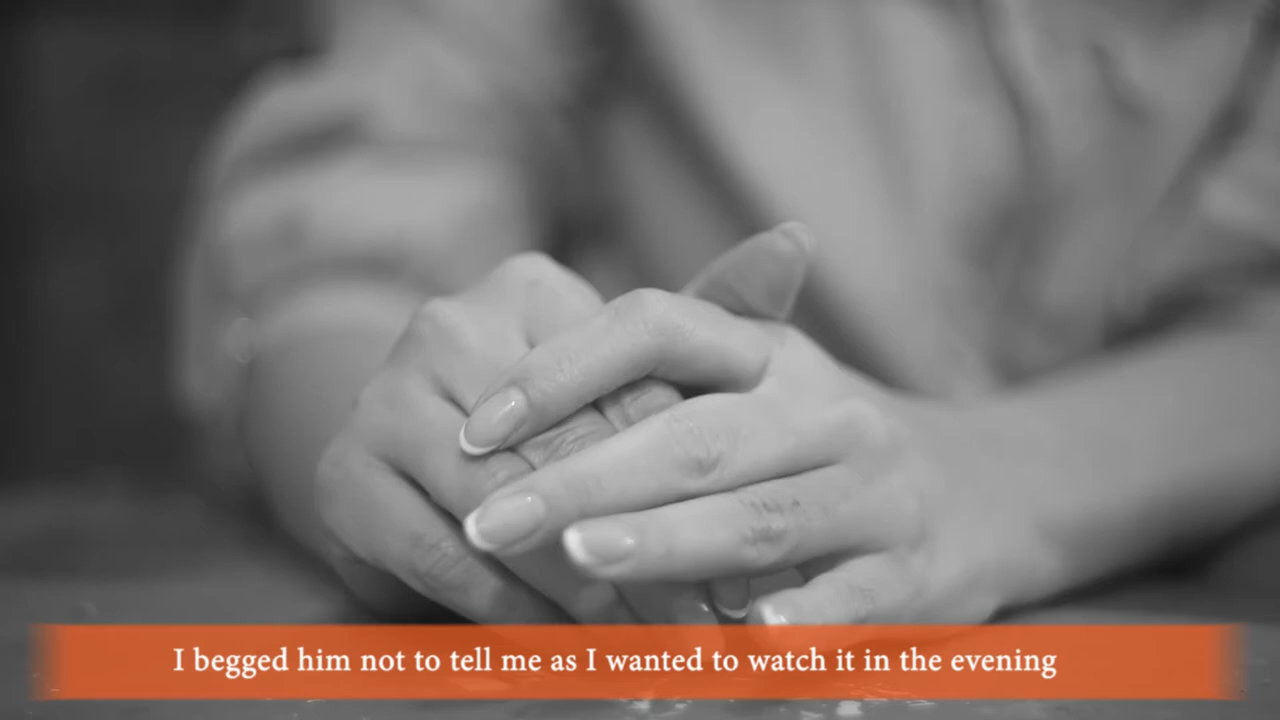 I begged him not to tell me as I wanted to watch it in the evening